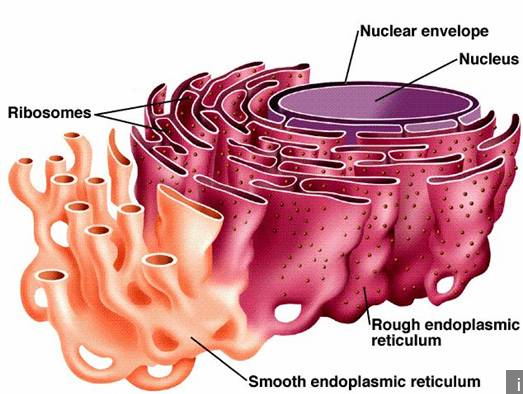 Nuclear envelope
Nucleus
Ribosomes
Rough endoplasmic
reticulum
Smooth endoplasmic reticulum
i